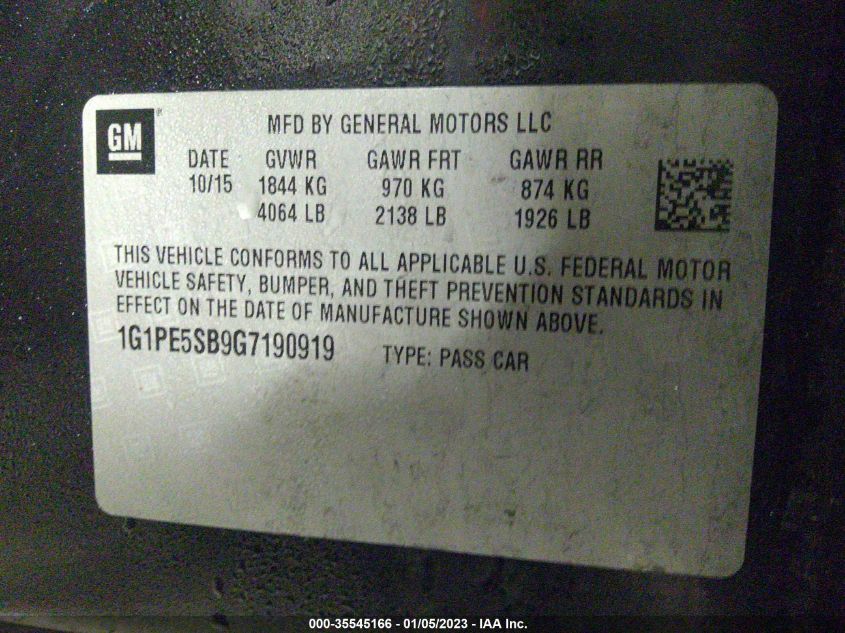 GM
MFD BY GENERAL MOTORS LLC
DATE GVWR GAWR FRT GAWR RR
10/15 1844 KG 970 KG 874 KG
4064 LB 2138 LB 1926 LB
THIS VEHICLE CONFORMS TO ALL APPLICABLE U.S. FEDERAL MOTOR
VEHICLE SAFETY, BUMPER, AND THEFT PREVENTION STANDARDS IN
EFFECT ON THE DATE OF MANUFACTURE SHOWN ABOVE.
1G1PE5SB9G7190919 TYPE: PASS CAR
000-35545166 - 01/05/2023 - IAA Inc.